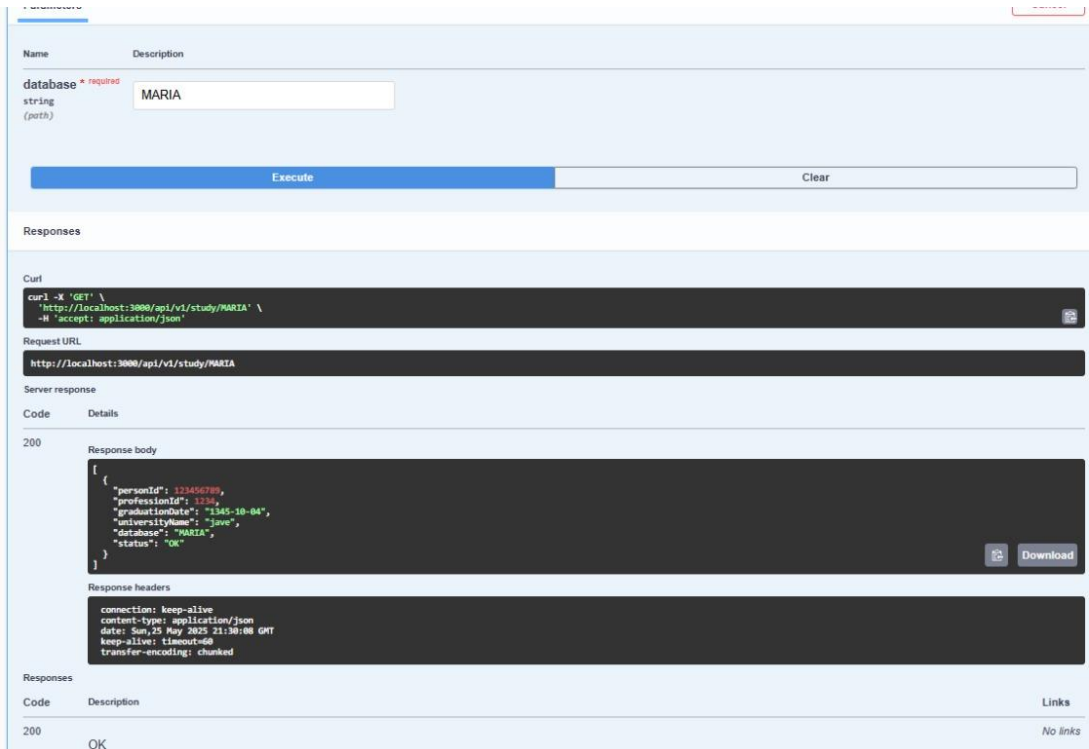 Parameters
Cancel
Name Description
database * required
string
(path)
MARIA
Execute Clear
Responses
Curl
curl -X 'GET' \
'http://localhost:3000/api/v1/study/MARIA' \
-H 'accept: application/json'
Request URL
http://localhost:3000/api/v1/study/MARIA
Server response
Code Details
200
Response body
[
{
"personId": 123456789,
"professionId": 1234,
"graduationDate": "1345-10-04",
"universityName": "jave",
"database": "MARIA",
"status": "OK"
}
]
Download
Response headers
connection: keep-alive
content-type: application/json
date: Sun,25 May 2025 21:30:08 GMT
keep-alive: timeout=60
transfer-encoding: chunked
Responses
Code Description Links
200 No links
OK